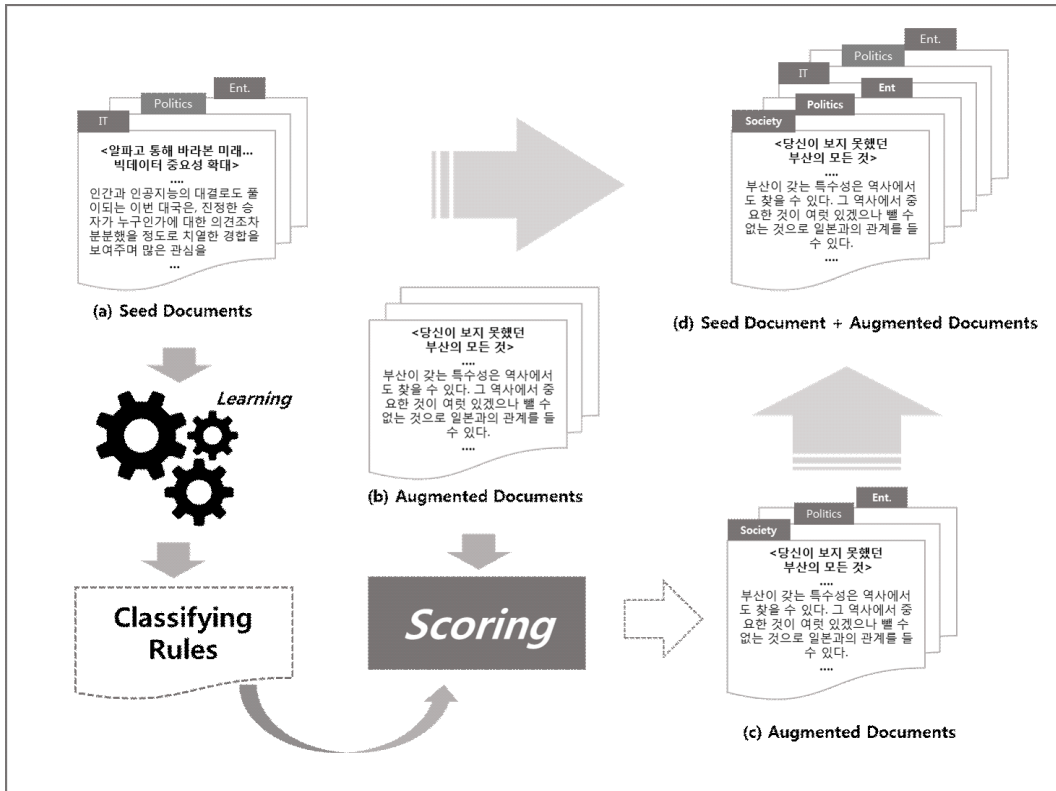 Ent.
Politics
IT
<알파고 통해 바라본 미래...
빅데이터 중요성 확대>
....
인간과 인공지능의 대결로도 풀
이되는 이번 대국은, 진정한 승
자가 누구인가에 대한 의견조차
분분했을 정도로 치열한 경합을
보여주며 많은 관심을
...
(a) Seed Documents
Learning
Classifying
Rules
<당신이 보지 못했던
부산의 모든 것>
....
부산이 갖는 특수성은 역사에서
도 찾을 수 있다. 그 역사에서 중
요한 것이 여럿 있겠으나 뺄 수
없는 것으로 일본과의 관계를 들
수 있다.
....
(b) Augmented Documents
Scoring
Ent.
Politics
Society
<당신이 보지 못했던
부산의 모든 것>
....
부산이 갖는 특수성은 역사에서
도 찾을 수 있다. 그 역사에서 중
요한 것이 여럿 있겠으나 뺄 수
없는 것으로 일본과의 관계를 들
수 있다.
....
(c) Augmented Documents
Ent.
Politics
IT
Ent
Politics
Society
<당신이 보지 못했던
부산의 모든 것>
....
부산이 갖는 특수성은 역사에서
도 찾을 수 있다. 그 역사에서 중
요한 것이 여럿 있겠으나 뺄 수
없는 것으로 일본과의 관계를 들
수 있다.
....
(d) Seed Document + Augmented Documents